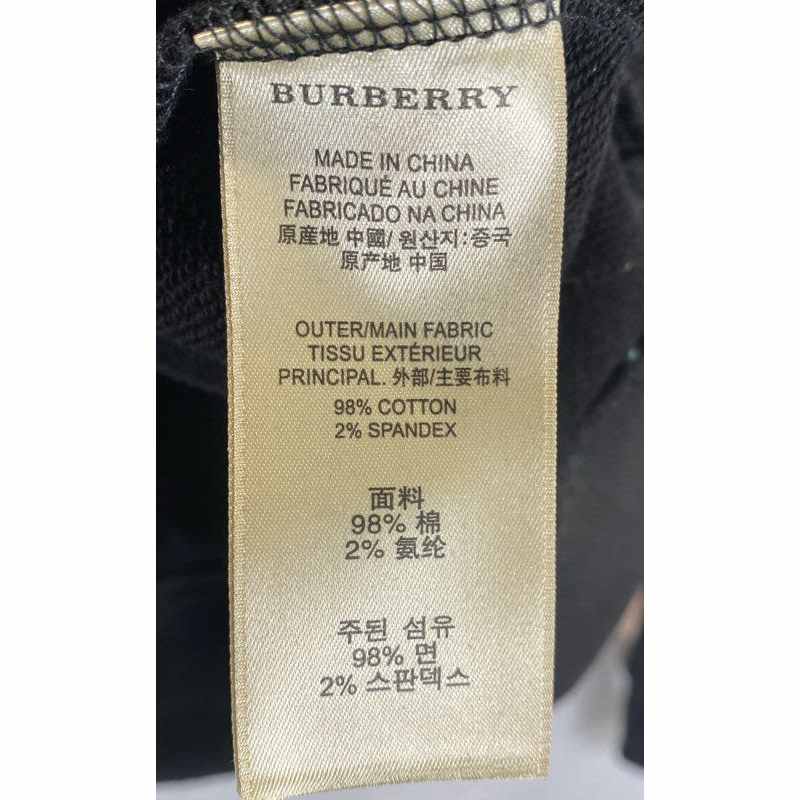 BURBERRY
MADE IN CHINA
FABRIQUÉ AU CHINE
FABRICADO NA CHINA
原産地 中國/ 원산지:중국
原产地 中国
OUTER/MAIN FABRIC
TISSU EXTÉRIEUR
PRINCIPAL. 外部/主要布料
98% COTTON
2% SPANDEX
面料
98% 棉
2% 氨纶
주된 섬유
98% 면
2% 스판덱스